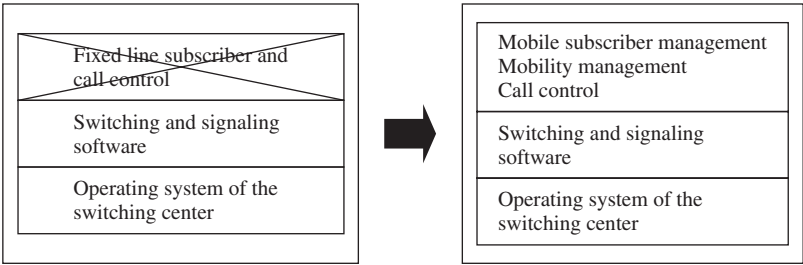 Fixed line subscriber and
call control
Switching and signaling
software
Operating system of the
switching center
Mobile subscriber management
Mobility management
Call control
Switching and signaling
software
Operating system of the
switching center